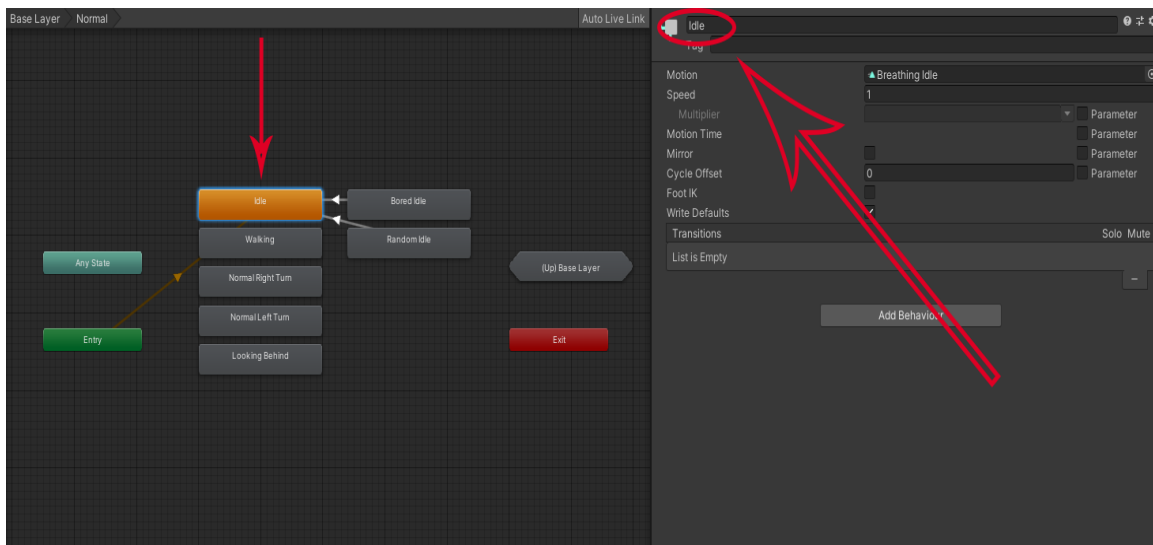 Base Layer Normal Auto Live Link
Idle
Bored Idle
Walking
Random Idle
Any State
(Up) Base Layer
Normal Right Turn
Normal Left Turn
Entry
Exit
Looking Behind
Idle
Tag
Motion Breathing Idle
Speed 1
Multiplier Parameter
Motion Time Parameter
Mirror Parameter
Cycle Offset 0 Parameter
Foot IK
Write Defaults
Transitions Solo Mute
List is Empty
Add Behaviour